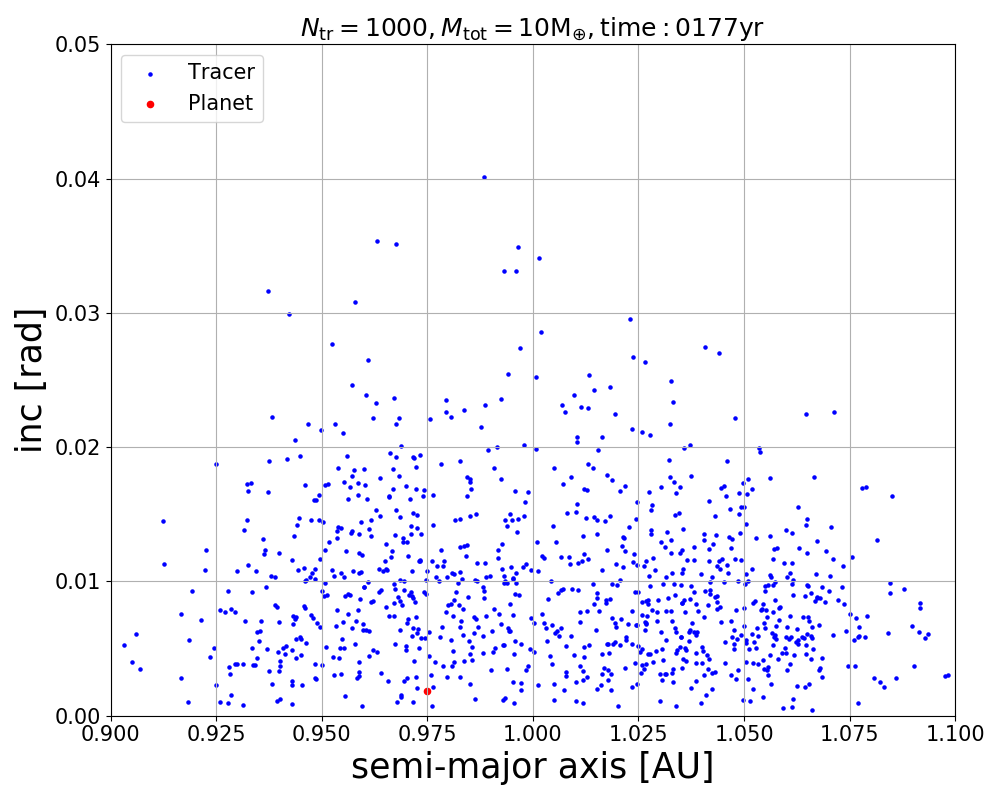 N_tr = 1000, M_tot = 10M_⊕, time : 0177yr
0.05
Tracer
Planet
0.04
0.03
inc [rad]
0.02
0.01
0.00
0.900 0.925 0.950 0.975 1.000 1.025 1.050 1.075 1.100
semi-major axis [AU]